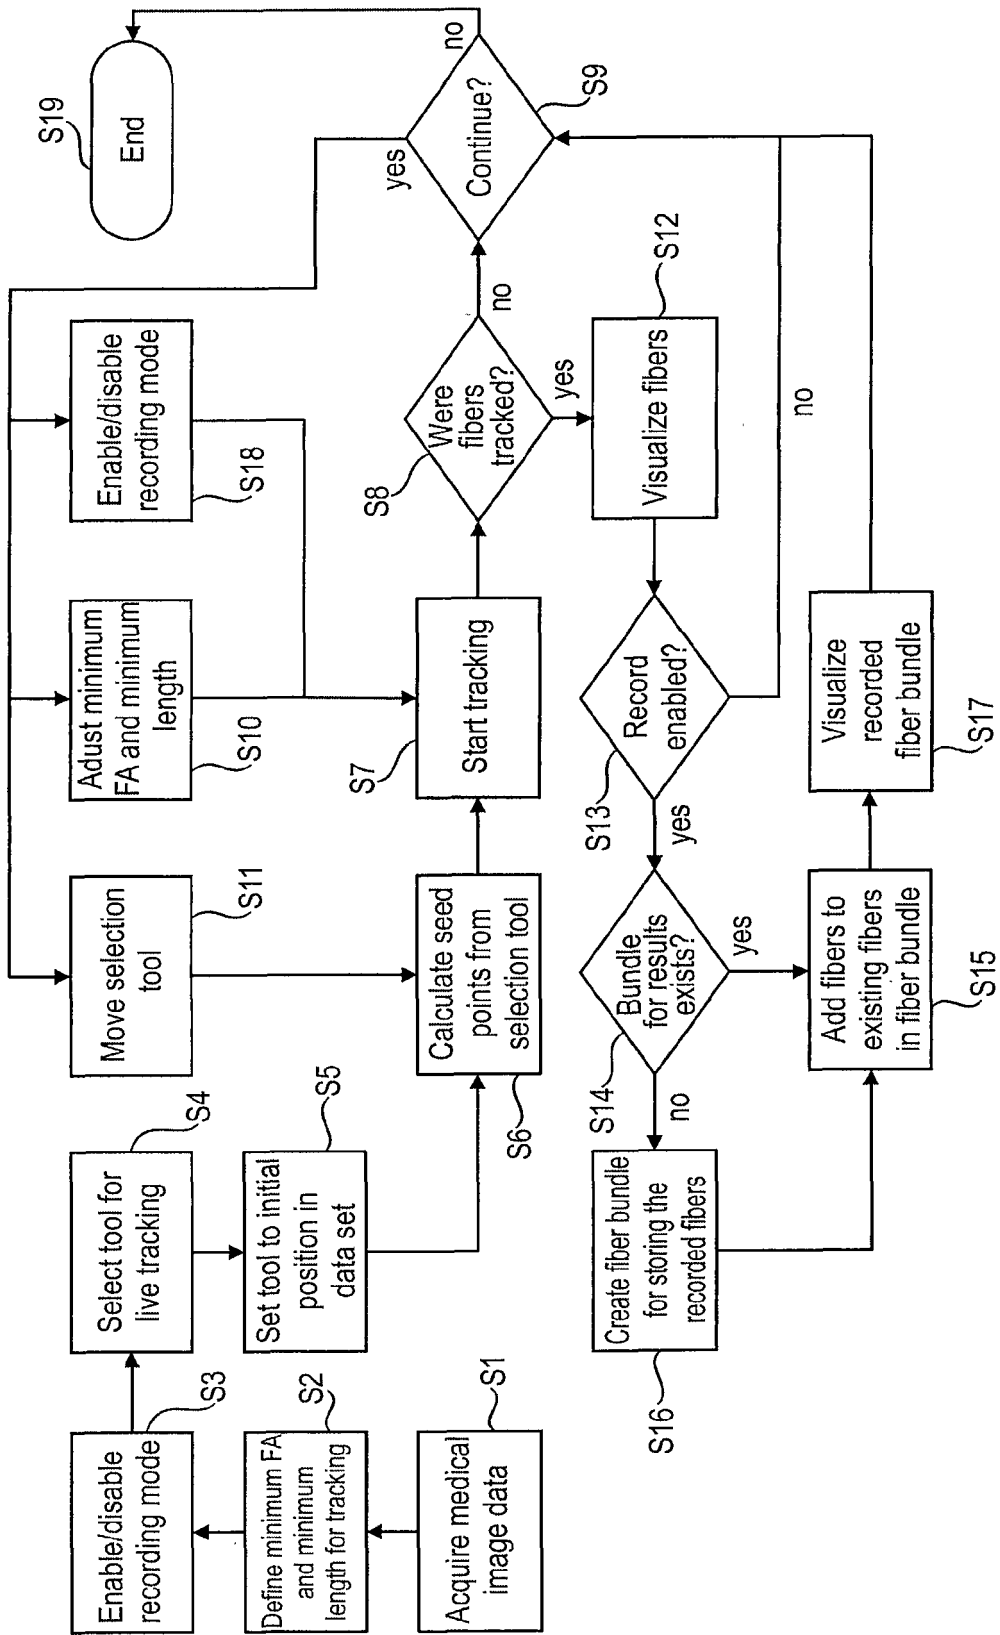 Enable/disable
recording mode
S3
Define minimum FA
and minimum
length for tracking
S2
Acquire medical
image data
S1
Select tool for
live tracking
S4
Set tool to initial
position in
data set
S5
Move selection
tool
S11
Calculate seed
points from
selection tool
S6
Adust minimum
FA and minimum
length
S10
Start tracking
S7
Enable/disable
recording mode
S18
Were
fibers
tracked?
S8
no
yes
Continue?
S9
yes
no
End
S19
Visualize fibers
S12
Record
enabled?
S13
no
yes
Bundle
for results
exists?
S14
yes
no
Create fiber bundle
for storing the
recorded fibers
S16
Add fibers to
existing fibers
in fiber bundle
S15
Visualize
recorded
fiber bundle
S17